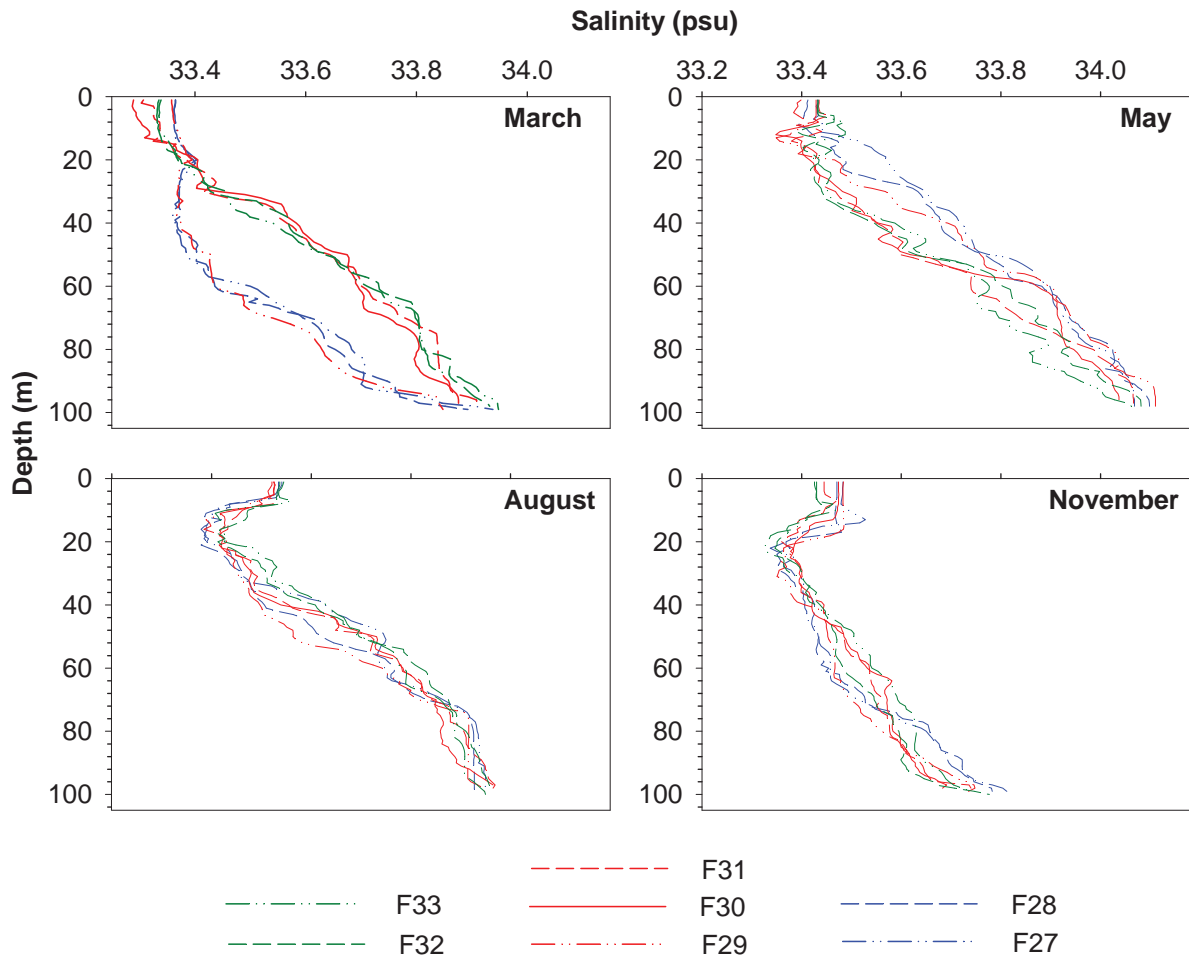 Salinity (psu)
33.4 33.6 33.8 34.0 33.2 33.4 33.6 33.8 34.0
0 March 0 May
20 20
40 40
60 60
80 80
100 100
Depth (m)
0 August 0 November
20 20
40 40
60 60
80 80
100 100
F31
F33 F30 F28
F32 F29 F27